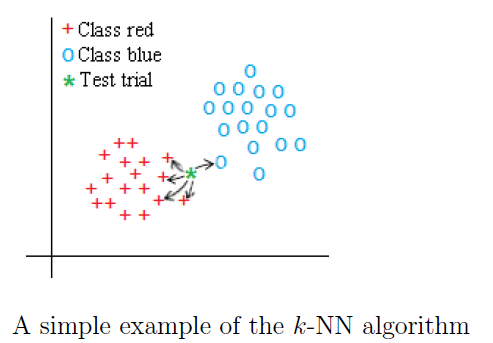 + Class red
o Class blue
* Test trial
A simple example of the k-NN algorithm